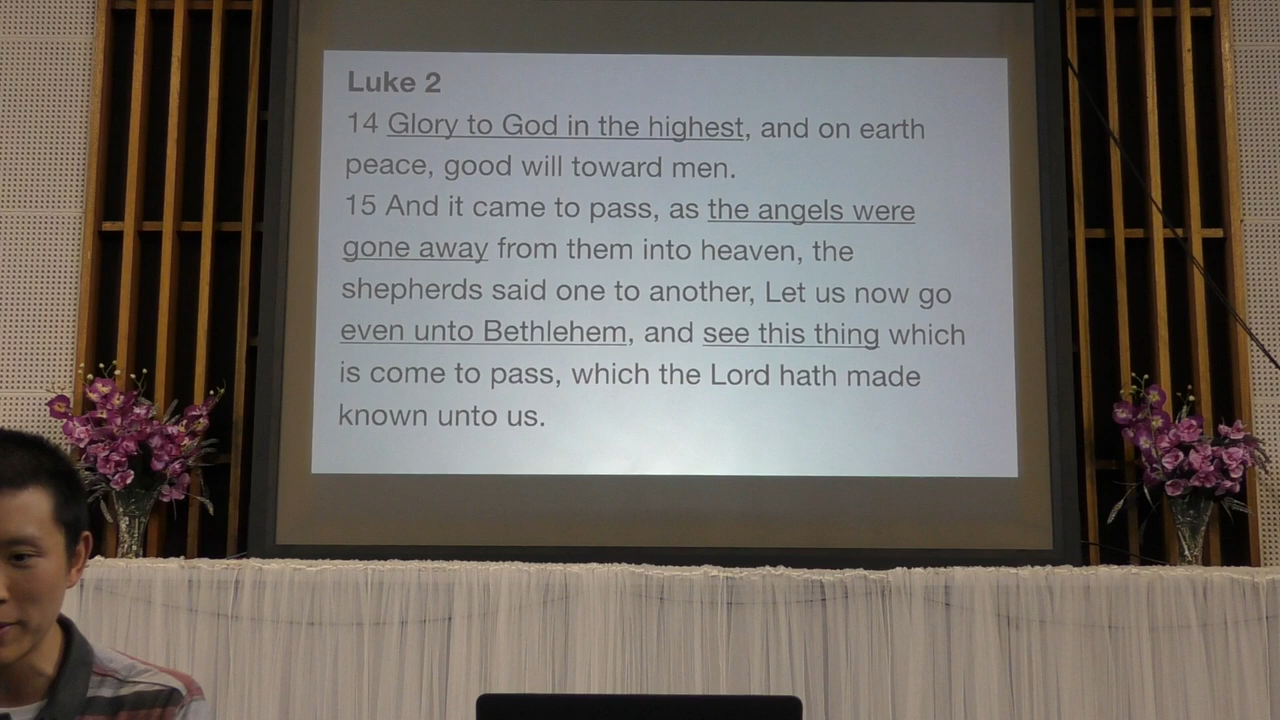 Luke 2
14 Glory to God in the highest, and on earth
peace, good will toward men.
15 And it came to pass, as the angels were
gone away from them into heaven, the
shepherds said one to another, Let us now go
even unto Bethlehem, and see this thing which
is come to pass, which the Lord hath made
known unto us.